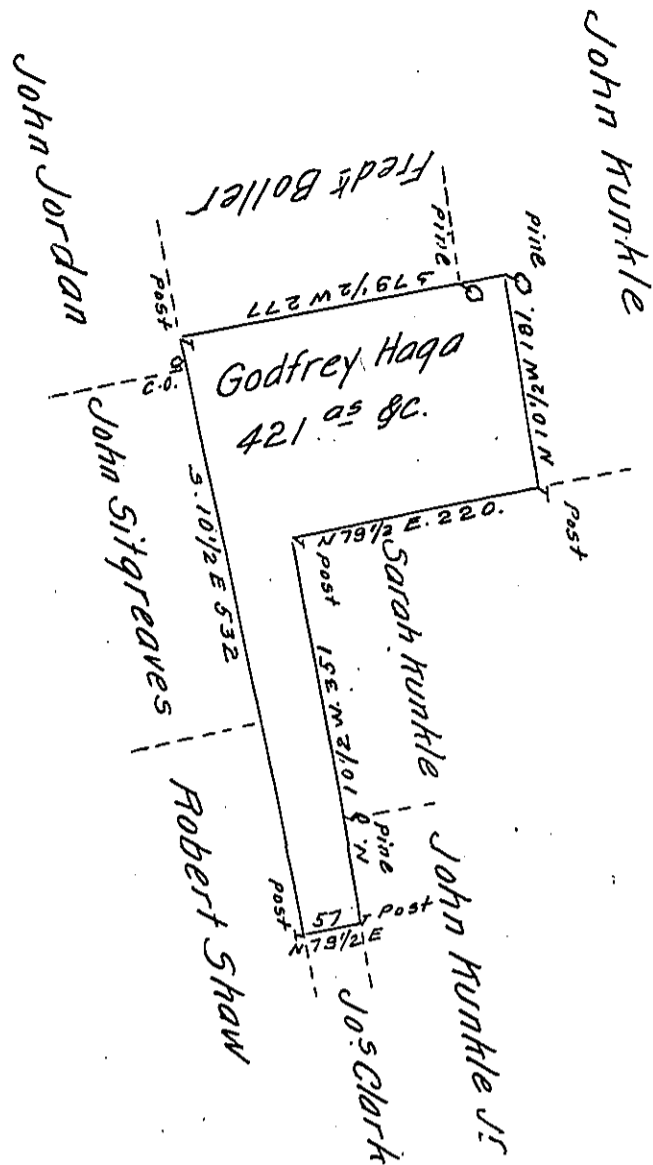 John Kunkle
John Jordan
Fredk Boller
Pine
Pine
Post
S 79 1/2 W 277
N 10 1/2 W 181.
Godfrey Haga
421 as &c.
Post
N 79 1/2 E. 220.
Post
John Sitgreaves
S. 10 1/2 E 532
Sarah Kunkle
N. 10 1/2 W 351
Pine
Robert Shaw
John Kunkle Jr
Post
57
Post
N 79 1/2 E
Jos Clark